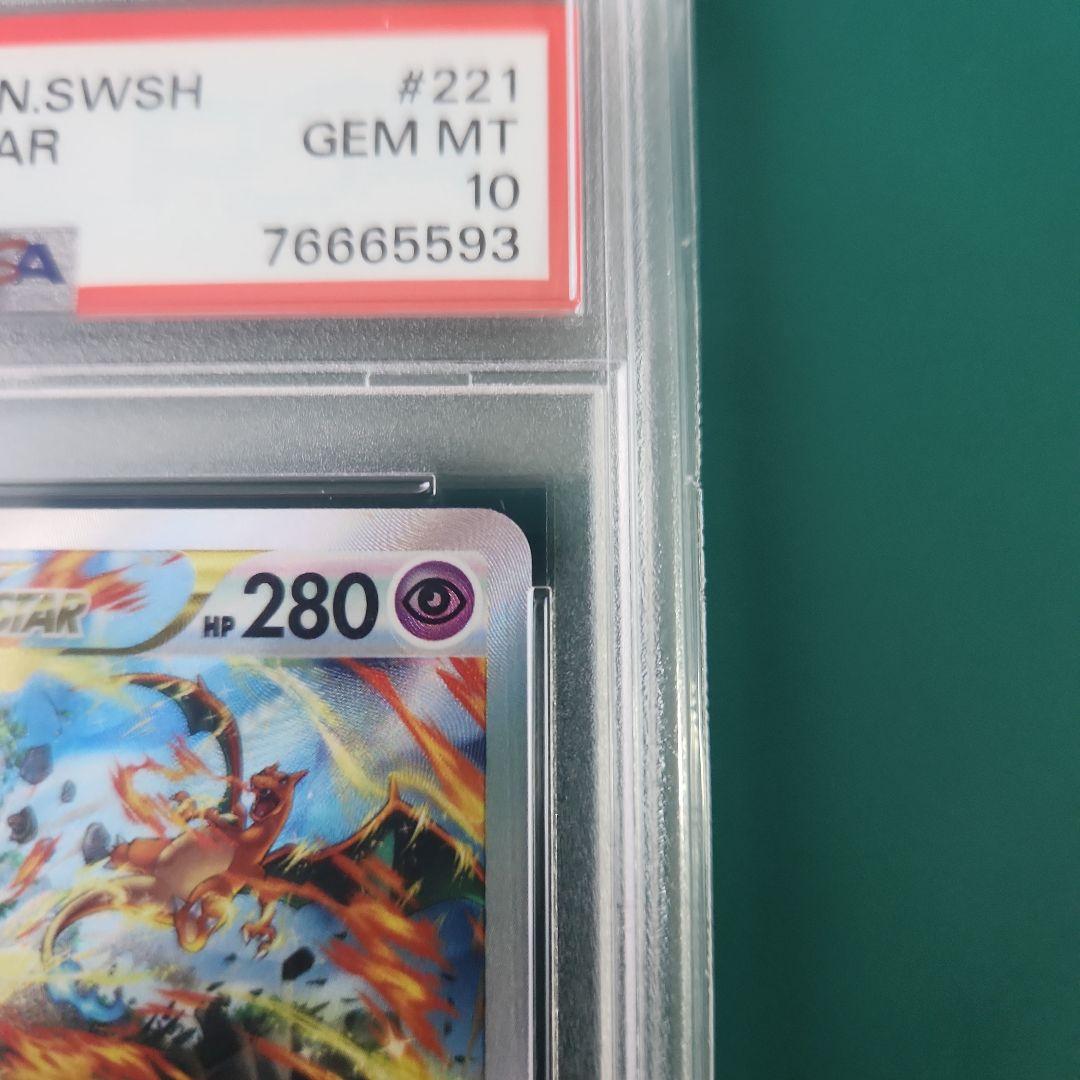 N.SWSH #221
AR GEM MT
10
76665593
SA
STAR HP 280